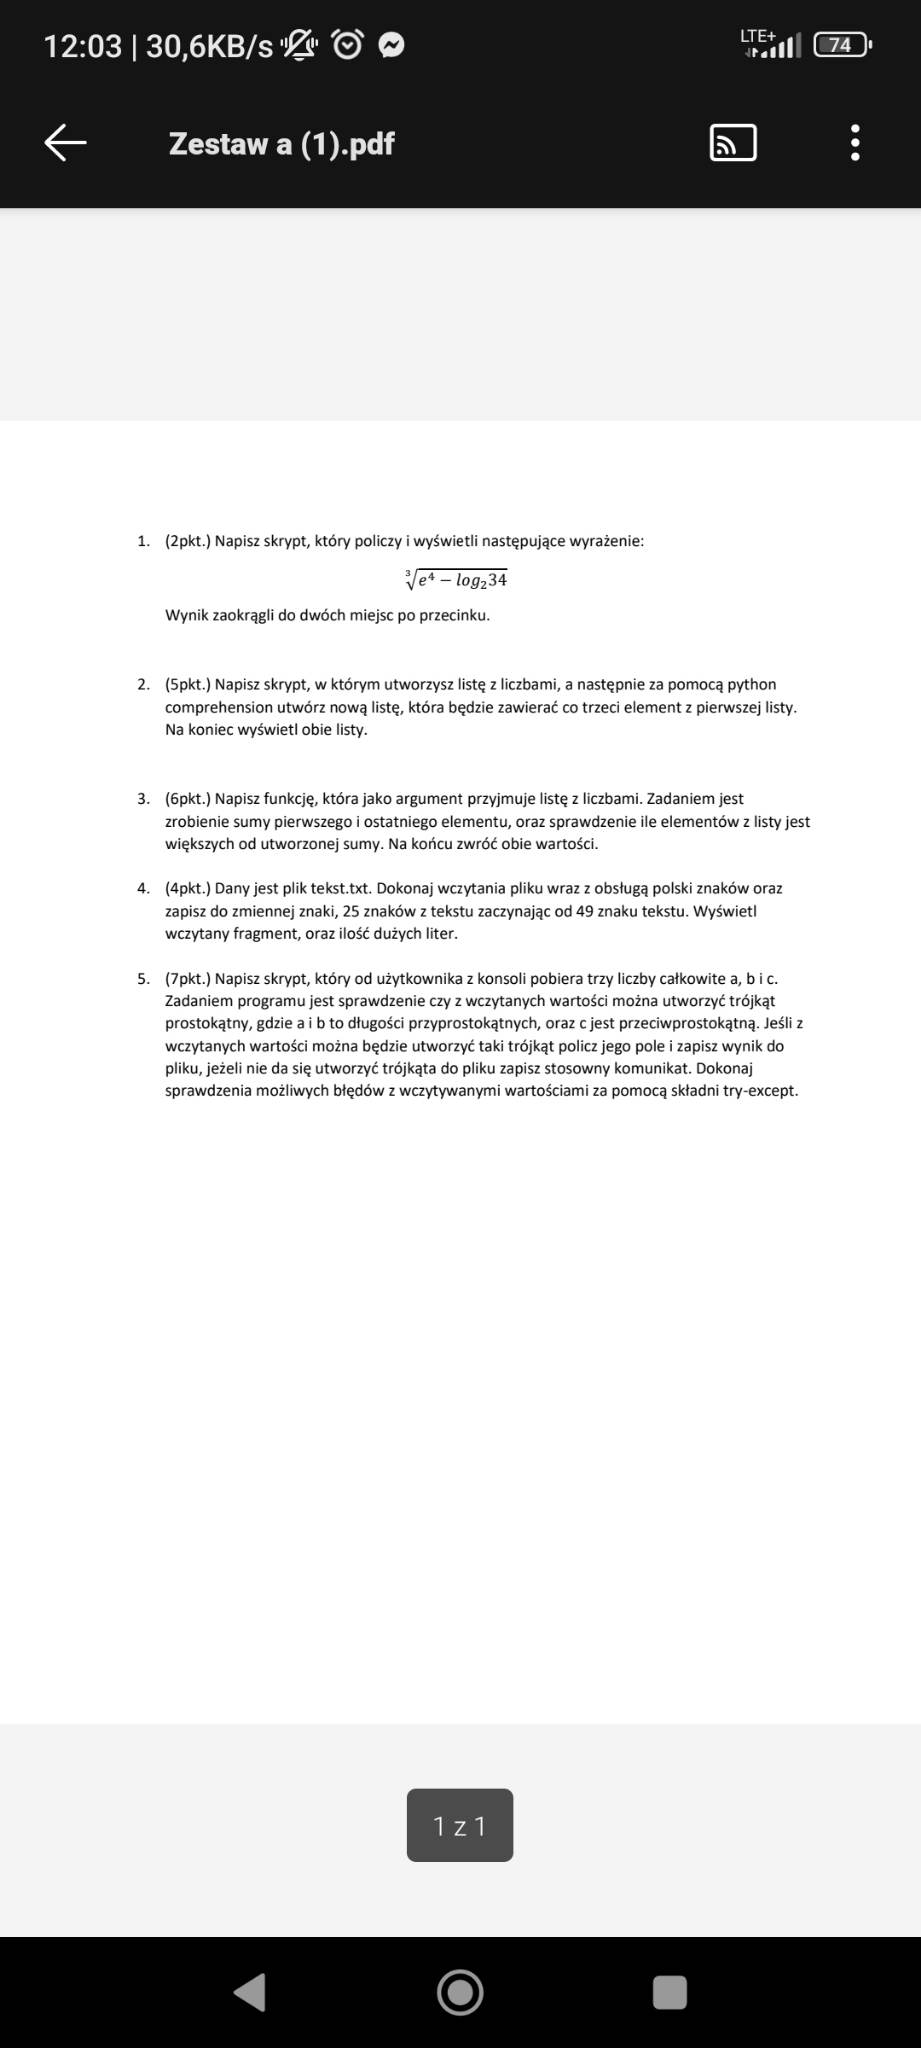 12:03 | 30,6KB/s
LTE+
74
Zestaw a (1).pdf
1. (2pkt.) Napisz skrypt, który policzy i wyświetli następujące wyrażenie:
∛(e⁴ − log₂34)
Wynik zaokrągli do dwóch miejsc po przecinku.
2. (5pkt.) Napisz skrypt, w którym utworzysz listę z liczbami, a następnie za pomocą python
comprehension utwórz nową listę, która będzie zawierać co trzeci element z pierwszej listy.
Na koniec wyświetl obie listy.
3. (6pkt.) Napisz funkcję, która jako argument przyjmuje listę z liczbami. Zadaniem jest
zrobienie sumy pierwszego i ostatniego elementu, oraz sprawdzenie ile elementów z listy jest
większych od utworzonej sumy. Na końcu zwróć obie wartości.
4. (4pkt.) Dany jest plik tekst.txt. Dokonaj wczytania pliku wraz z obsługą polski znaków oraz
zapisz do zmiennej znaki, 25 znaków z tekstu zaczynając od 49 znaku tekstu. Wyświetl
wczytany fragment, oraz ilość dużych liter.
5. (7pkt.) Napisz skrypt, który od użytkownika z konsoli pobiera trzy liczby całkowite a, b i c.
Zadaniem programu jest sprawdzenie czy z wczytanych wartości można utworzyć trójkąt
prostokątny, gdzie a i b to długości przyprostokątnych, oraz c jest przeciwprostokątną. Jeśli z
wczytanych wartości można będzie utworzyć taki trójkąt policz jego pole i zapisz wynik do
pliku, jeżeli nie da się utworzyć trójkąta do pliku zapisz stosowny komunikat. Dokonaj
sprawdzenia możliwych błędów z wczytywanymi wartościami za pomocą składni try-except.
1 z 1